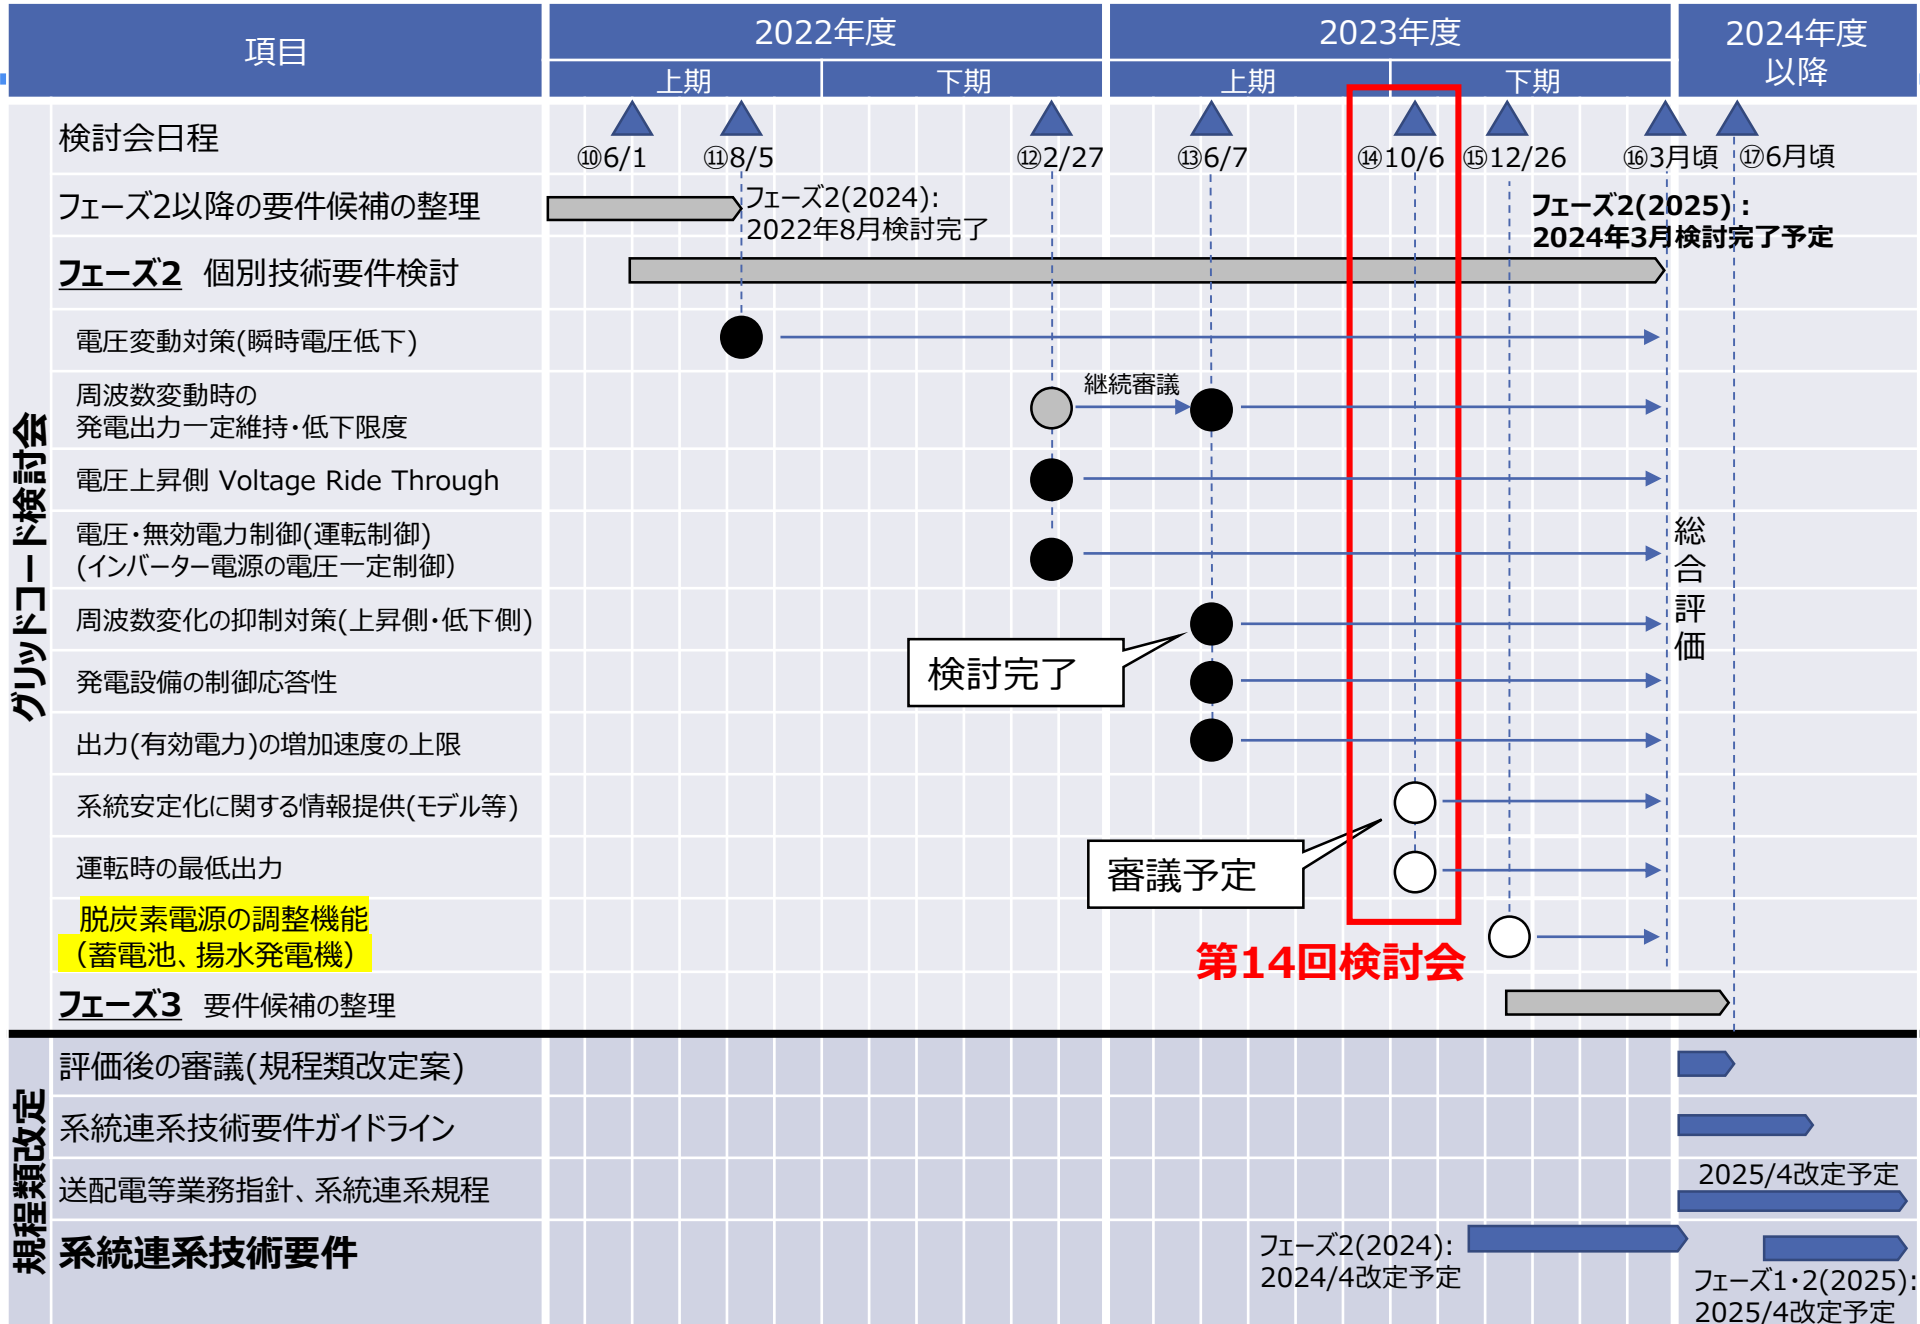 項目
2022年度
2023年度
2024年度
以降
上期
下期
上期
下期
グリッドコード検討会
検討会日程
⑩6/1
⑪8/5
⑫2/27
⑬6/7
⑭10/6
⑮12/26
⑯3月頃
⑰6月頃
フェーズ2以降の要件候補の整理
フェーズ2(2024):
2022年8月検討完了
フェーズ2(2025):
2024年3月検討完了予定
フェーズ2 個別技術要件検討
電圧変動対策(瞬時電圧低下)
周波数変動時の
発電出力一定維持・低下限度
継続審議
電圧上昇側 Voltage Ride Through
電圧・無効電力制御(運転制御)
(インバーター電源の電圧一定制御)
総合評価
周波数変化の抑制対策(上昇側・低下側)
検討完了
発電設備の制御応答性
出力(有効電力)の増加速度の上限
系統安定化に関する情報提供(モデル等)
審議予定
運転時の最低出力
脱炭素電源の調整機能
(蓄電池、揚水発電機)
第14回検討会
フェーズ3 要件候補の整理
規程類改定
評価後の審議(規程類改定案)
系統連系技術要件ガイドライン
送配電等業務指針、系統連系規程
2025/4改定予定
系統連系技術要件
フェーズ2(2024):
2024/4改定予定
フェーズ1・2(2025):
2025/4改定予定